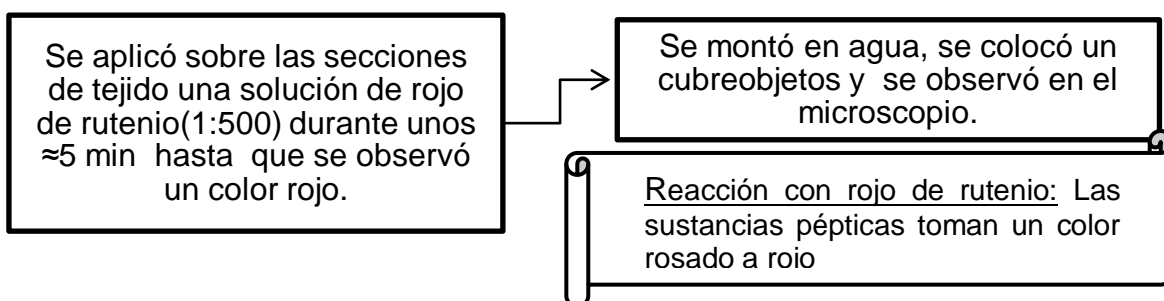 Se aplicó sobre las secciones
de tejido una solución de rojo
de rutenio(1:500) durante unos
≈5 min hasta que se observó
un color rojo.
Se montó en agua, se colocó un
cubreobjetos y se observó en el
microscopio.
Reacción con rojo de rutenio: Las
sustancias pépticas toman un color
rosado a rojo